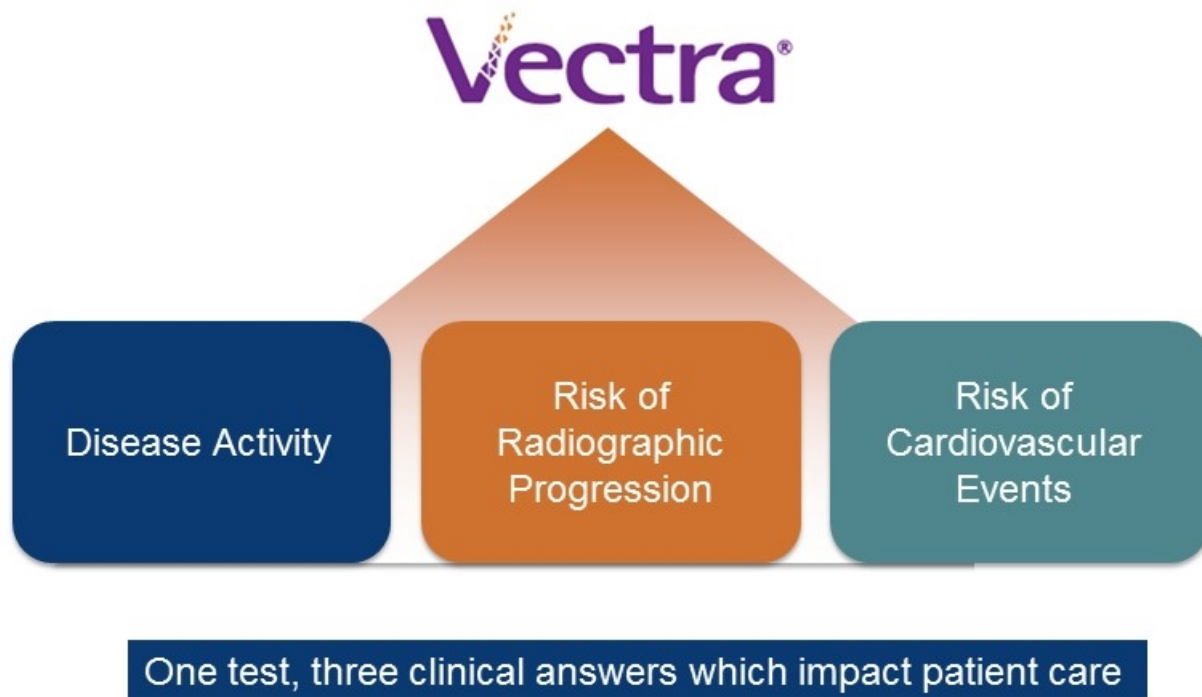 Vectra®
Disease Activity
Risk of
Radiographic
Progression
Risk of
Cardiovascular
Events
One test, three clinical answers which impact patient care